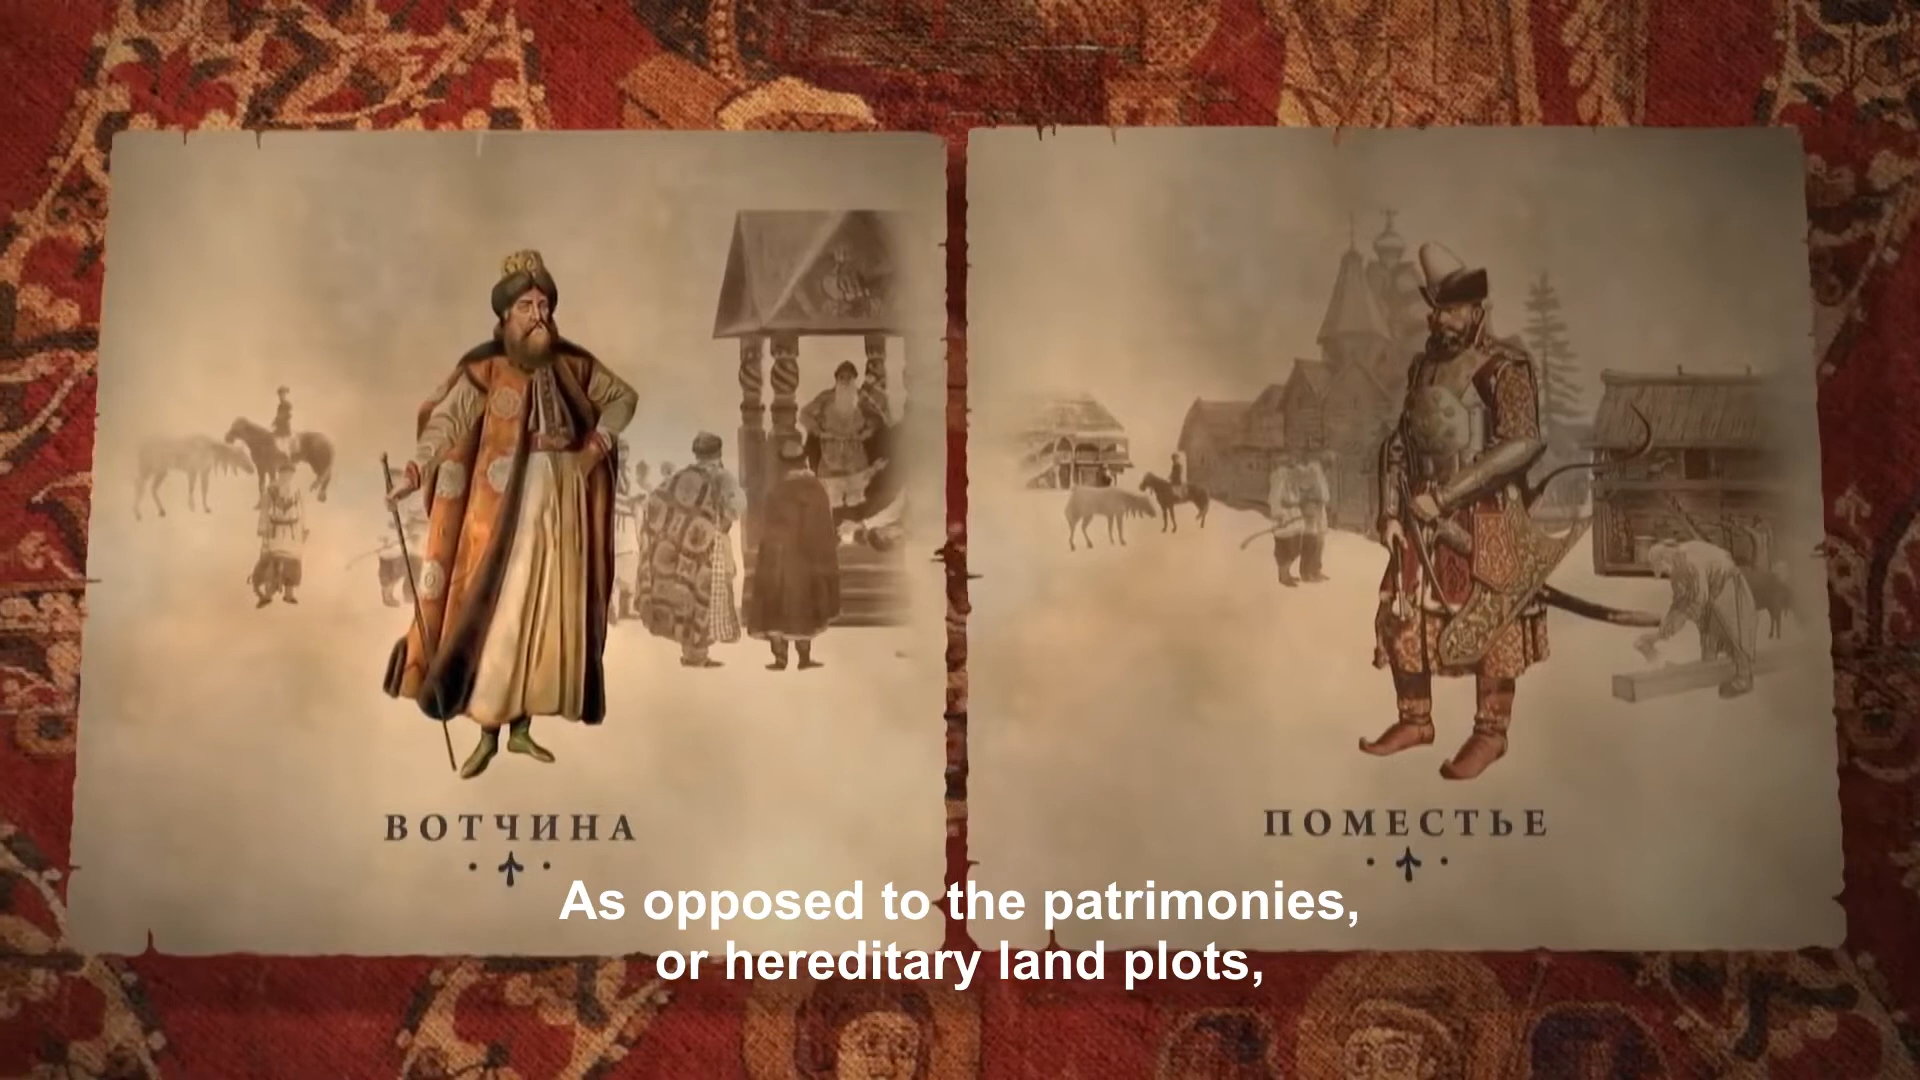 ВОТЧИНА
ПОМЕСТЬЕ
As opposed to the patrimonies,
or hereditary land plots,